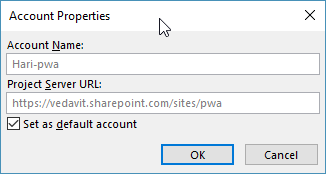 Account Properties
Account Name:
Hari-pwa
Project Server URL:
https://vedavit.sharepoint.com/sites/pwa
Set as default account
OK
Cancel